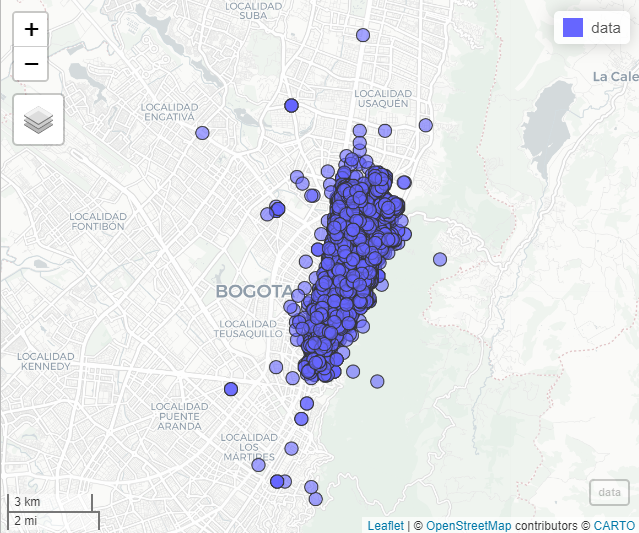 LOCALIDAD
SUBA
+
−
data
LOCALIDAD
USAQUÉN
La Cale
LOCALIDAD
ENGATIVÁ
LOCALIDAD
FONTIBÓN
BOGOTA
LOCALIDAD
TEUSAQUILLO
LOCALIDAD
KENNEDY
LOCALIDAD
PUENTE
ARANDA
LOCALIDAD
LOS
MÁRTIRES
3 km
2 mi
data
Leaflet | © OpenStreetMap contributors © CARTO